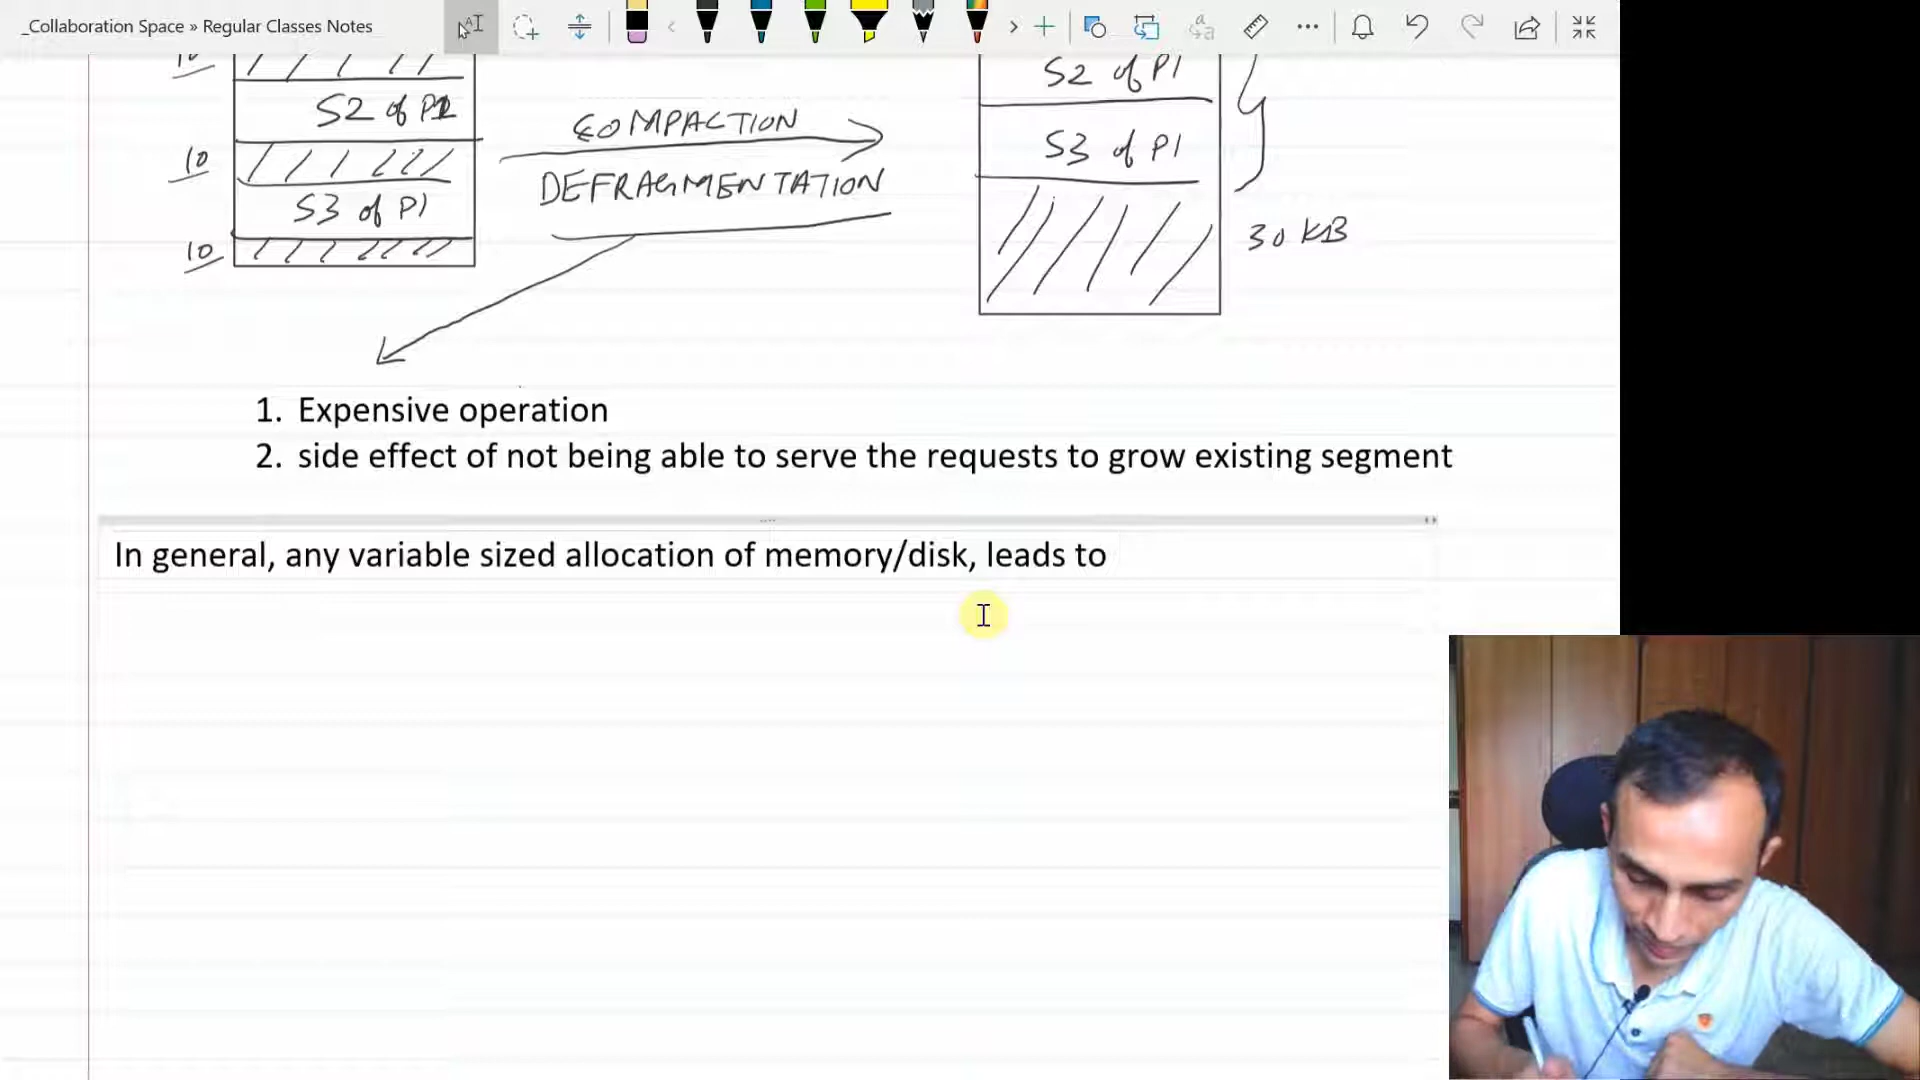 _Collaboration Space » Regular Classes Notes
S2 of P1
S2 of P1
10 S3 of P1
COMPACTION
DEFRAGMENTATION
S3 of P1
10
30 KB
1. Expensive operation
2. side effect of not being able to serve the requests to grow existing segment
In general, any variable sized allocation of memory/disk, leads to